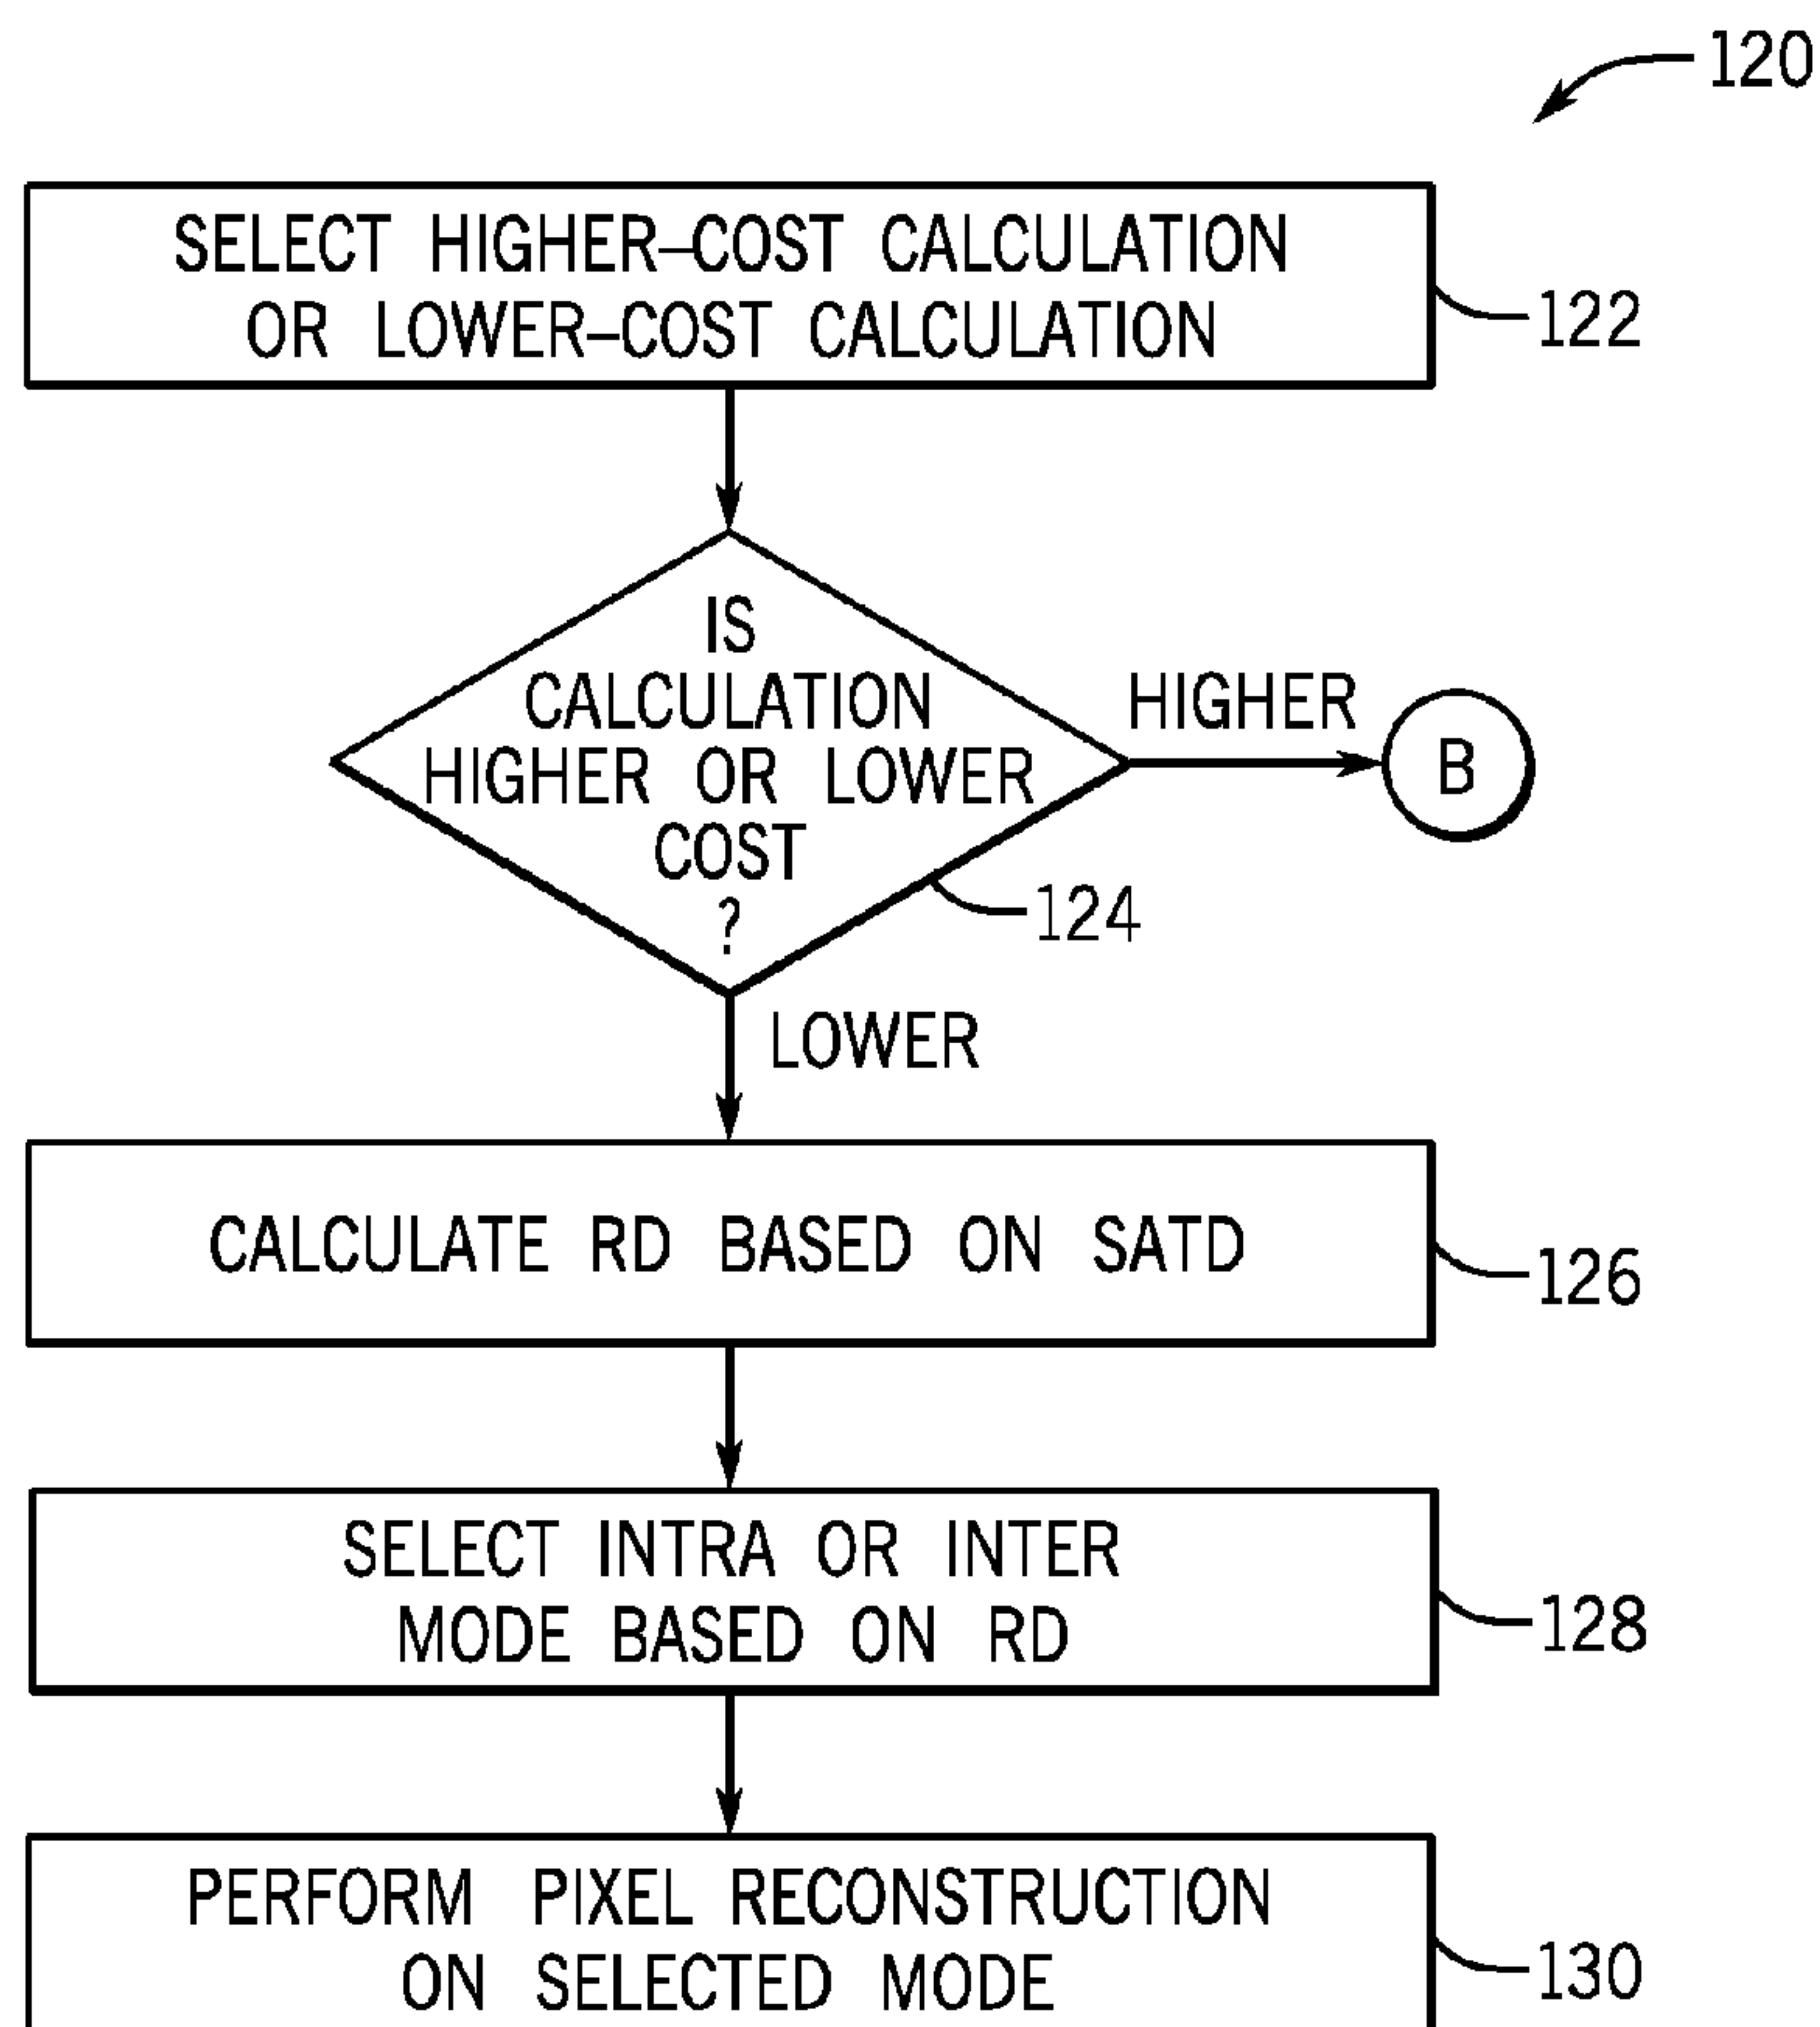 120
SELECT HIGHER-COST CALCULATION
OR LOWER-COST CALCULATION
122
IS
CALCULATION
HIGHER OR LOWER
COST
?
HIGHER
B
124
LOWER
CALCULATE RD BASED ON SATD
126
SELECT INTRA OR INTER
MODE BASED ON RD
128
PERFORM PIXEL RECONSTRUCTION
ON SELECTED MODE
130